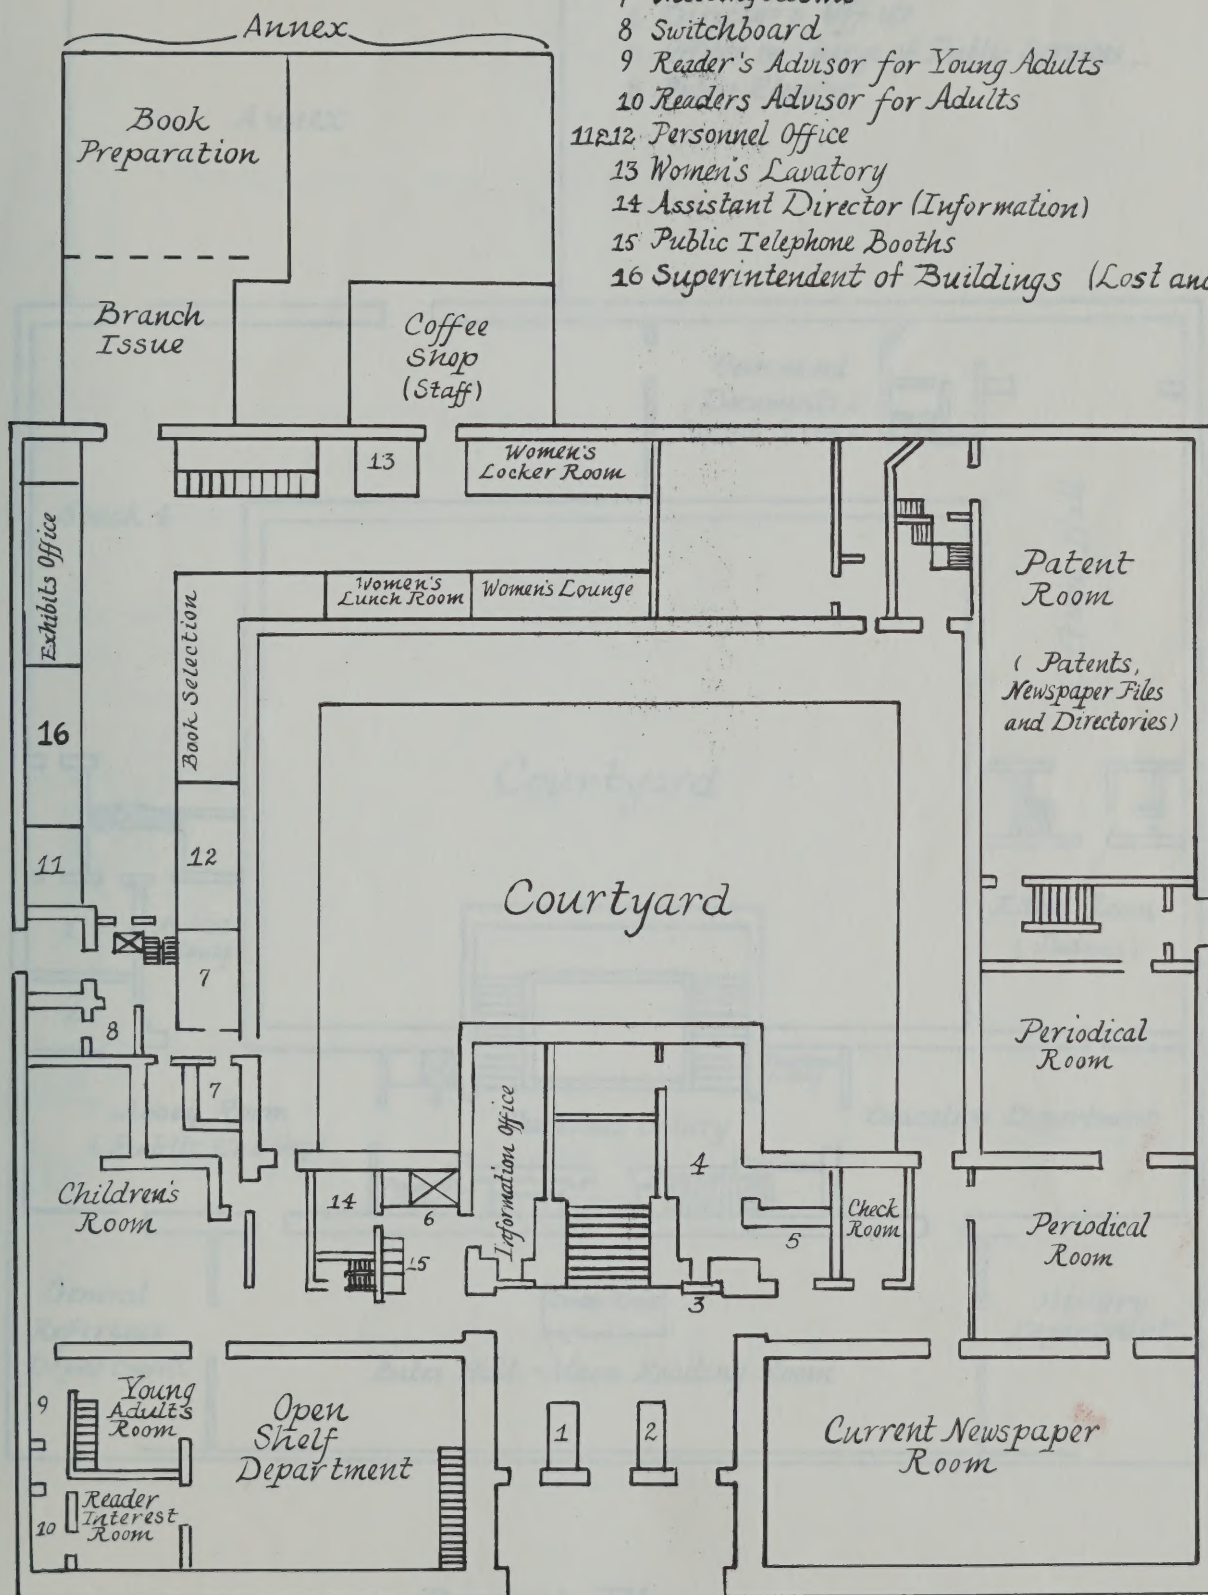 8 Switchboard
9 Reader's Advisor for Young Adults
10 Readers Advisor for Adults
11&12 Personnel Office
13 Women's Lavatory
14 Assistant Director (Information)
15 Public Telephone Booths
16 Superintendent of Buildings (Lost and
Annex
Book
Preparation
Branch
Issue
Coffee
Shop
(Staff)
13
Women's
Locker Room
Exhibits Office
Women's
Lunch Room
Women's Lounge
Book Selection
Patent
Room
(Patents,
Newspaper Files
and Directories)
16
11
12
Courtyard
7
8
7
Periodical
Room
Information Office
4
Children's
Room
14
6
15
5
Check
Room
3
Periodical
Room
9
Young
Adults
Room
Open
Shelf
Department
1
2
Current Newspaper
Room
10
Reader
Interest
Room